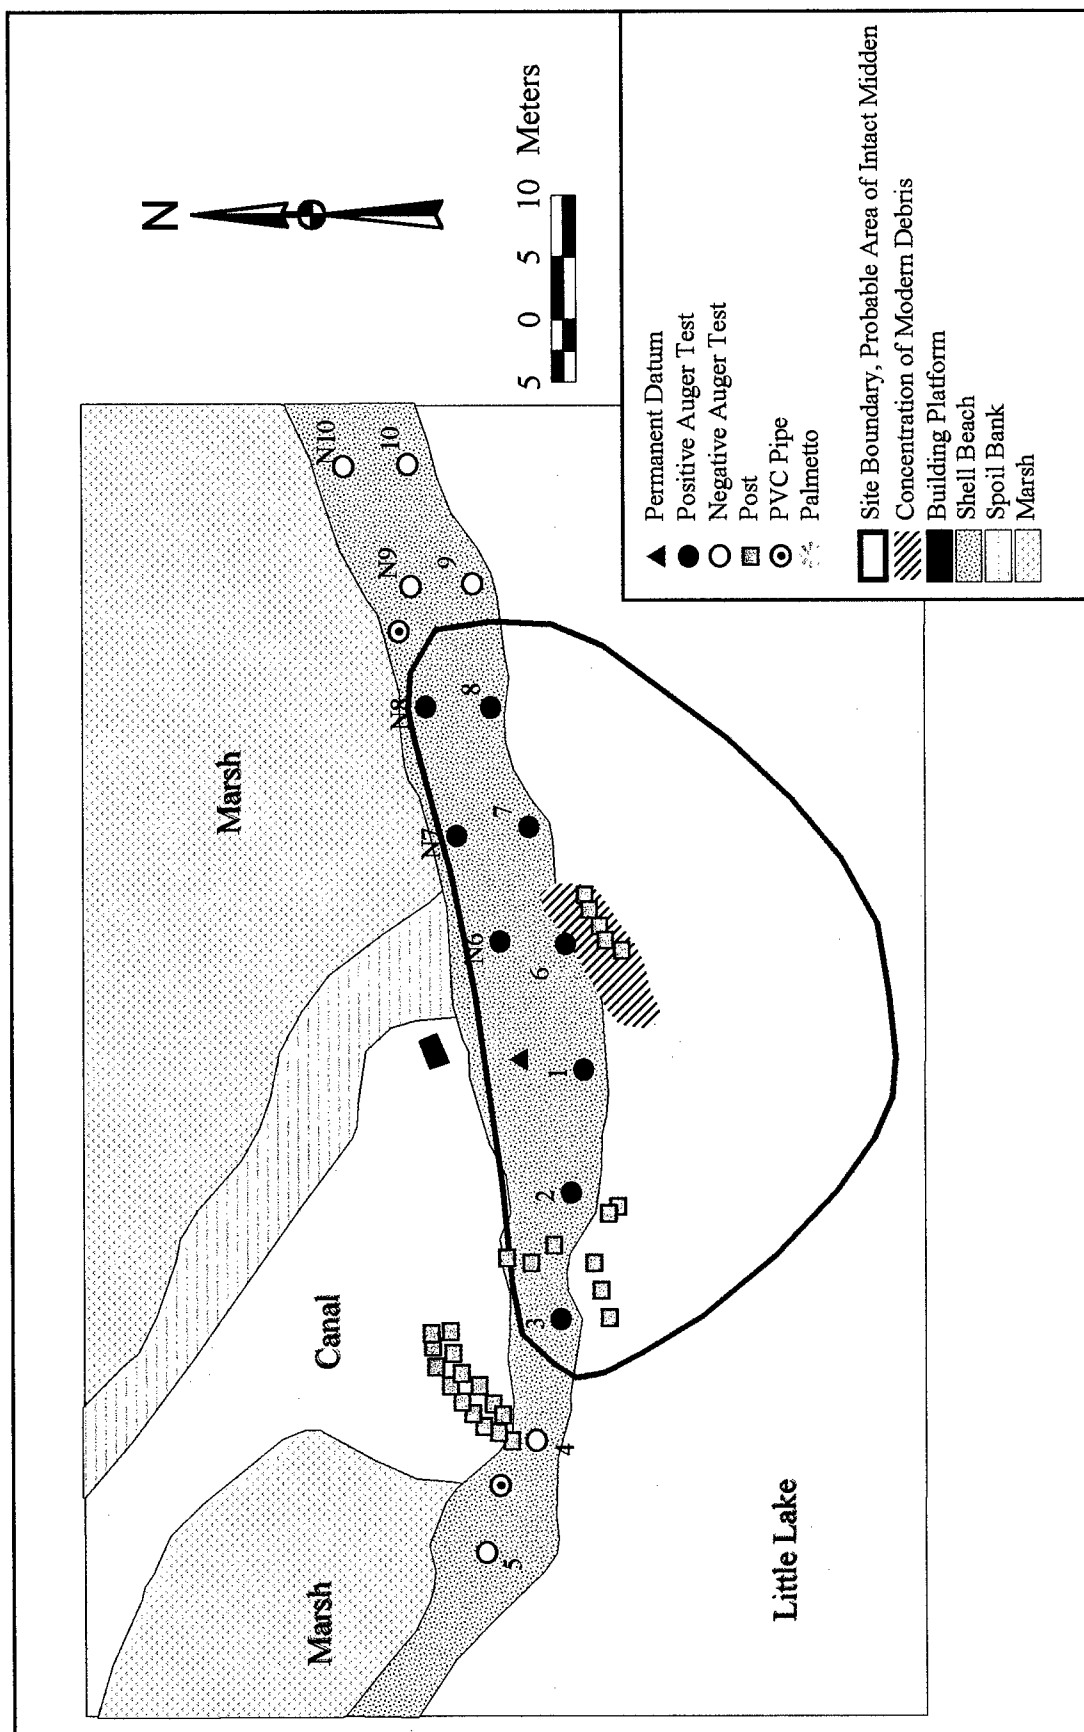 N
5 0 5 10 Meters
Marsh
Marsh
Canal
Little Lake
N10
10
N9
9
N8
8
N7
7
N6
6
1
2
3
4
5
Permanent Datum
Positive Auger Test
Negative Auger Test
Post
PVC Pipe
Palmetto
Site Boundary, Probable Area of Intact Midden
Concentration of Modern Debris
Building Platform
Shell Beach
Spoil Bank
Marsh